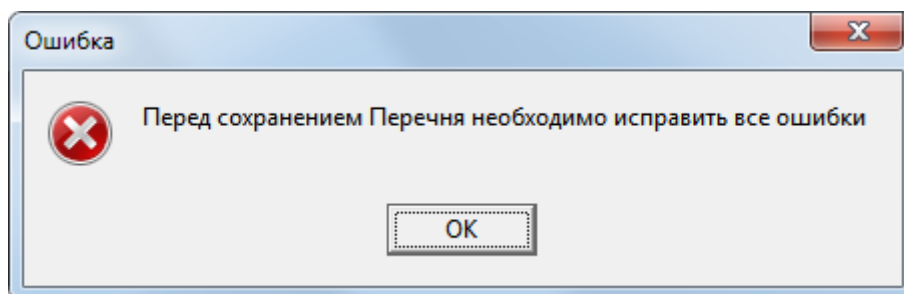 Ошибка
Перед сохранением Перечня необходимо исправить все ошибки
OK